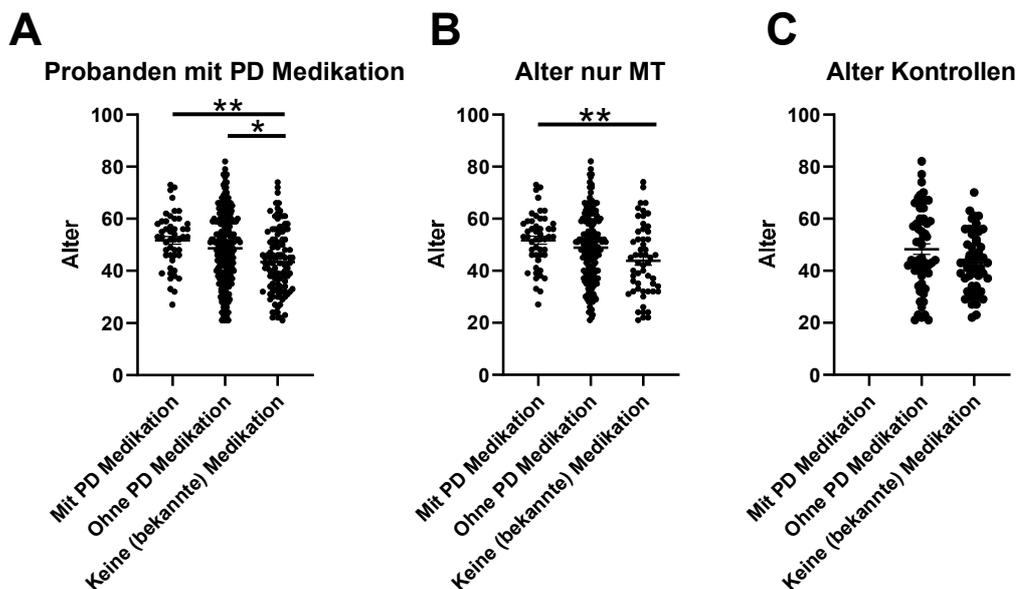 A
Probanden mit PD Medikation
**
*
100
80
60
40
20
0
Alter
Mit PD Medikation
Ohne PD Medikation
Keine (bekannte) Medikation
B
Alter nur MT
**
100
80
60
40
20
0
Alter
Mit PD Medikation
Ohne PD Medikation
Keine (bekannte) Medikation
C
Alter Kontrollen
100
80
60
40
20
0
Alter
Mit PD Medikation
Ohne PD Medikation
Keine (bekannte) Medikation